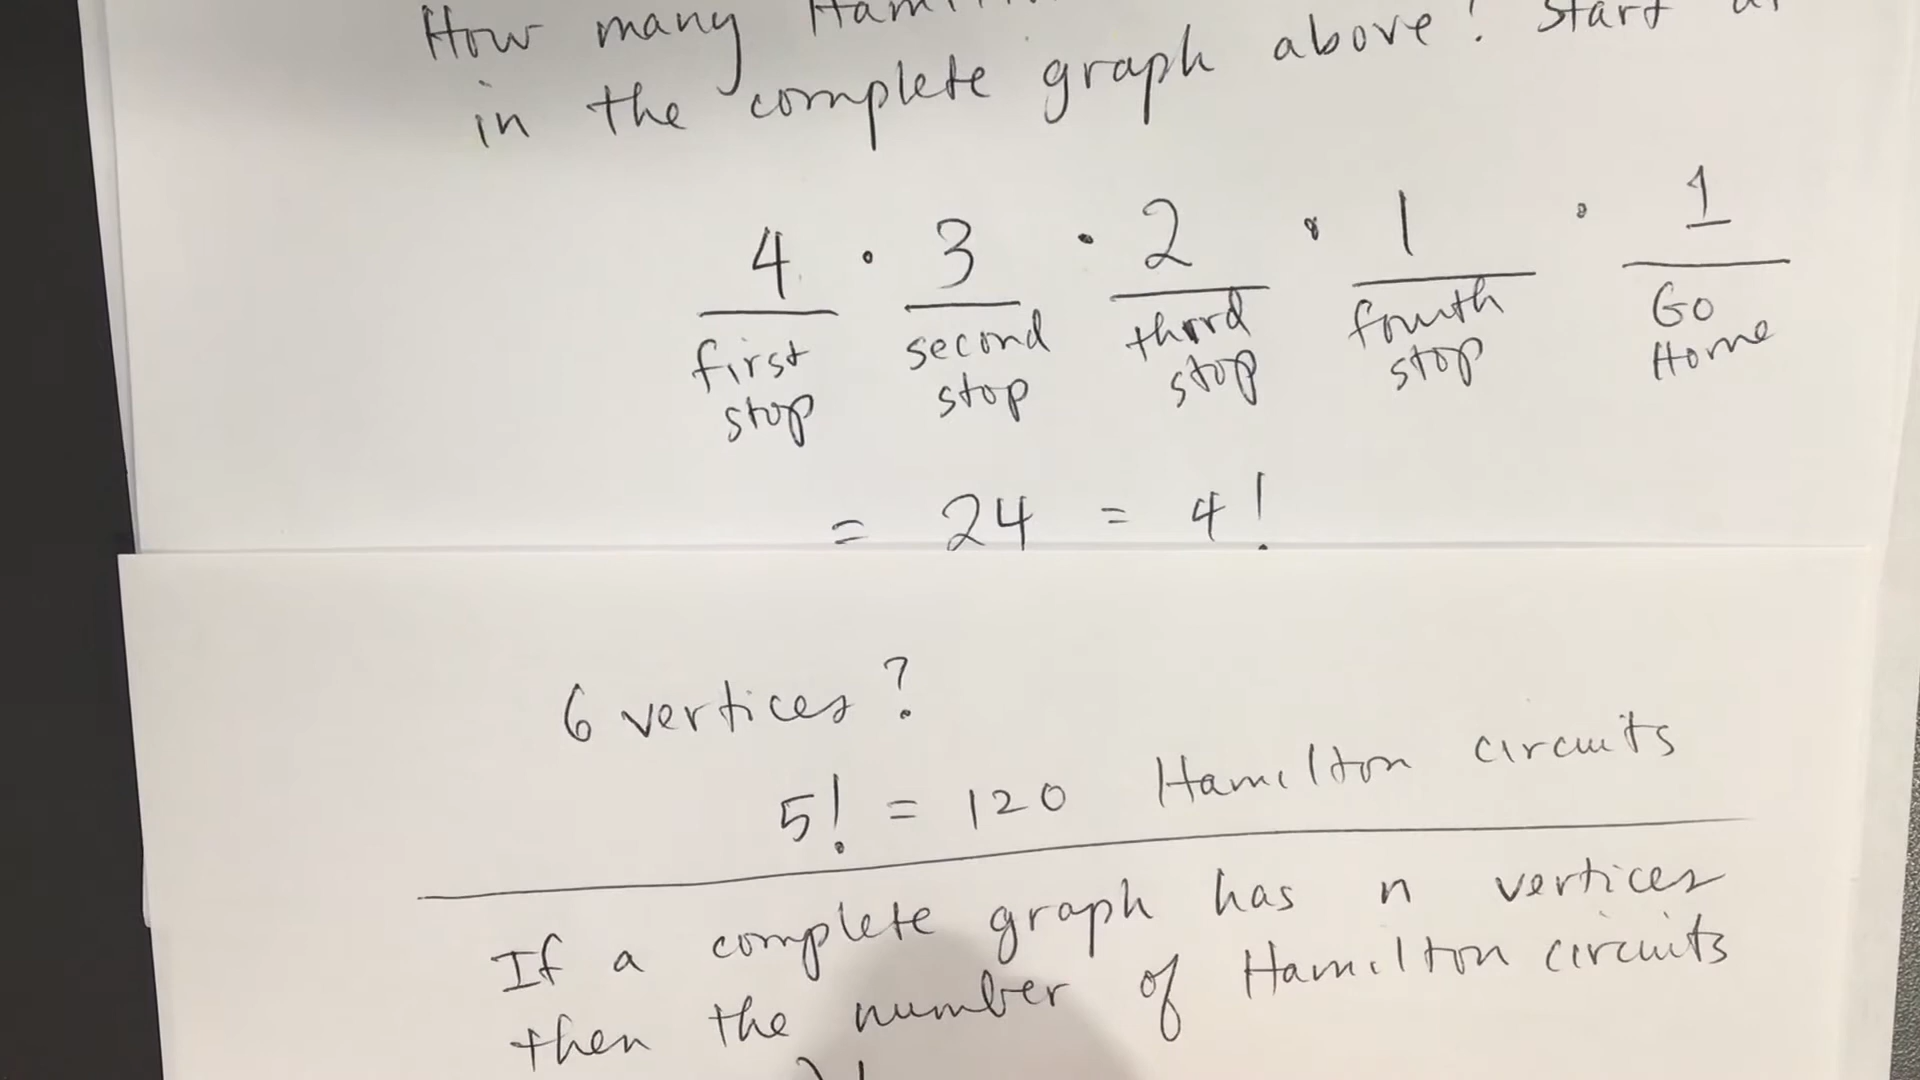 How many
in the complete graph above? Start
4 · 3 · 2 · 1 · 1
first stop second stop third stop fourth stop Go Home
= 24 = 4!
6 vertices?
5! = 120 Hamilton circuits
If a complete graph has n vertices
then the number of Hamilton circuits